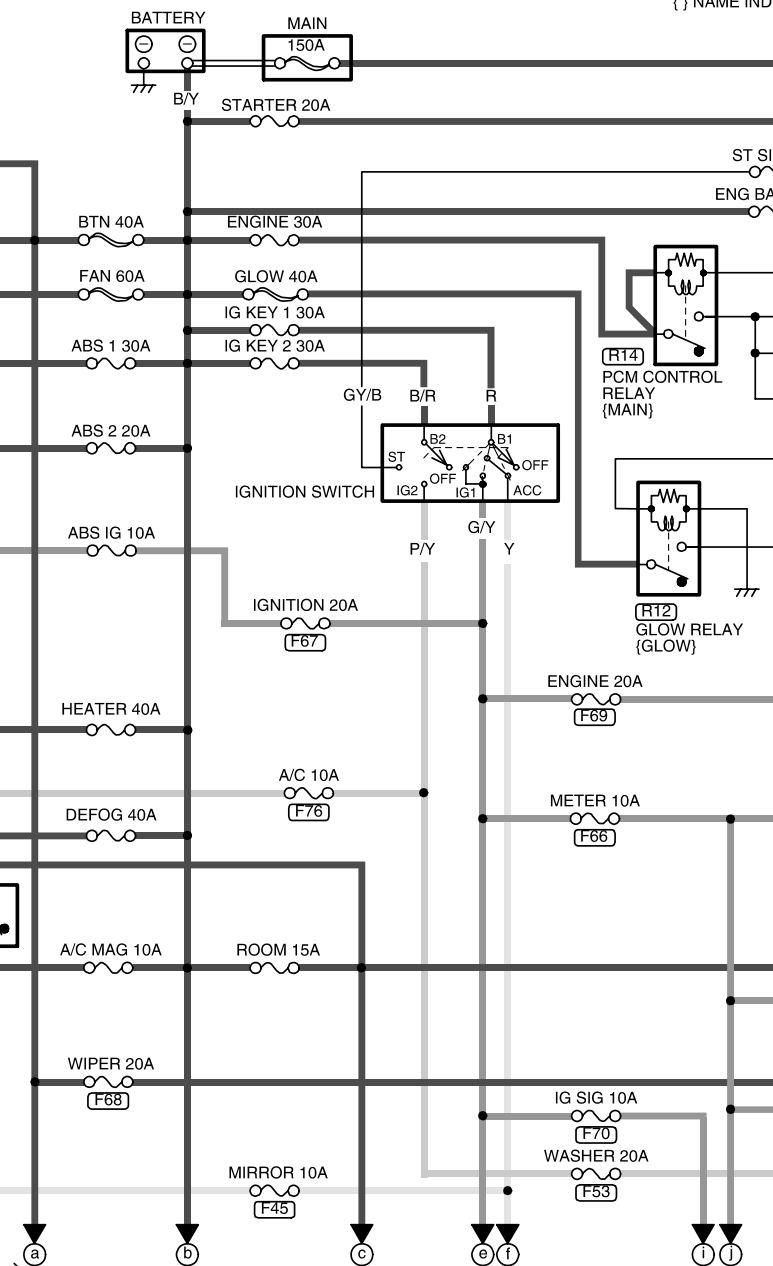 { } NAME IND
BATTERY
MAIN
150A
B/Y
STARTER 20A
ST SI
ENG BA
BTN 40A
ENGINE 30A
FAN 60A
GLOW 40A
IG KEY 1 30A
ABS 1 30A
IG KEY 2 30A
R14
PCM CONTROL
RELAY
{MAIN}
GY/B
B/R
R
ABS 2 20A
B2
B1
ST
OFF
OFF
IGNITION SWITCH
IG2
IG1
ACC
G/Y
ABS IG 10A
P/Y
Y
IGNITION 20A
F67
R12
GLOW RELAY
{GLOW}
ENGINE 20A
F69
HEATER 40A
A/C 10A
F76
METER 10A
F66
DEFOG 40A
A/C MAG 10A
ROOM 15A
WIPER 20A
F68
IG SIG 10A
F70
WASHER 20A
F53
MIRROR 10A
F45
a
b
c
e
f
i
j